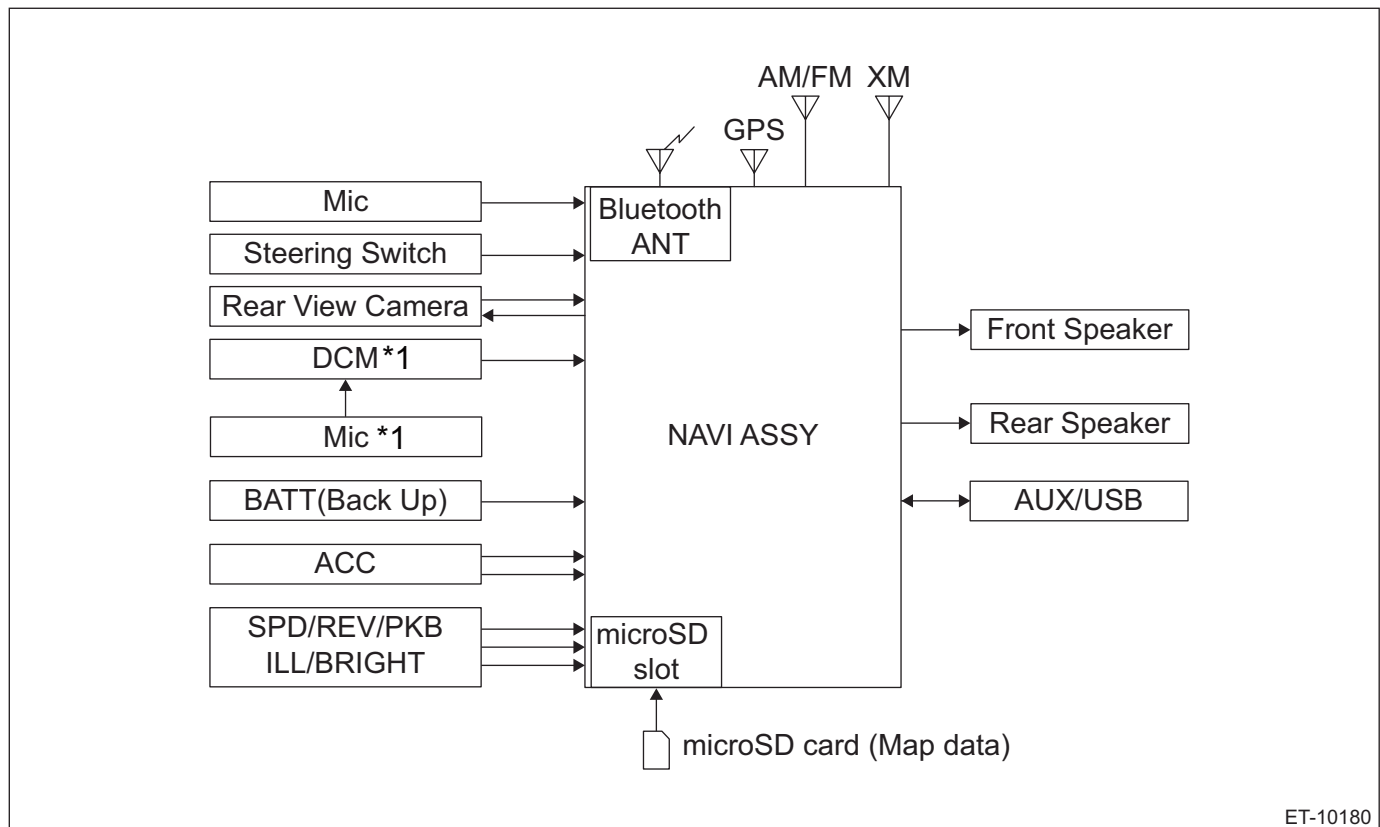 AM/FM XM
GPS
Mic
Bluetooth
ANT
Steering Switch
Rear View Camera
DCM*1
Mic *1
BATT(Back Up)
ACC
SPD/REV/PKB
ILL/BRIGHT
NAVI ASSY
microSD
slot
microSD card (Map data)
Front Speaker
Rear Speaker
AUX/USB
ET-10180